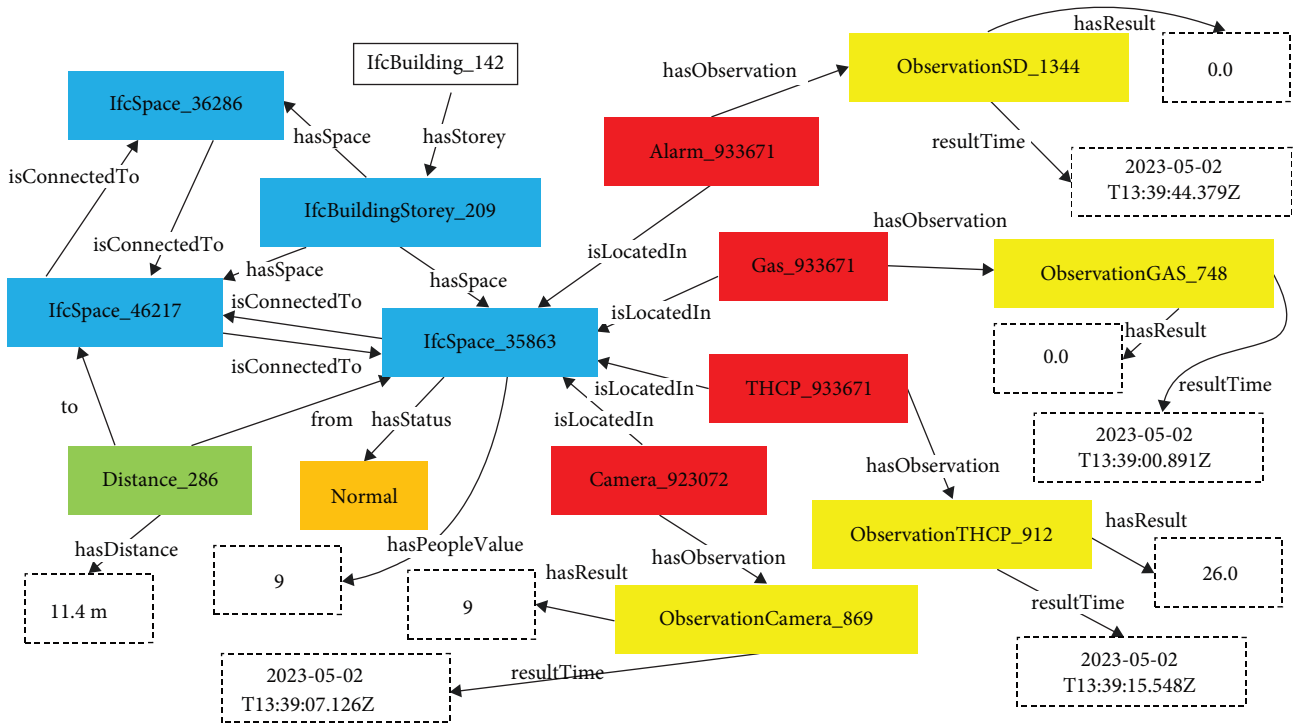 hasResult
IfcBuilding_142
ObservationSD_1344
0.0
hasObservation
IfcSpace_36286
hasSpace
hasStorey
Alarm_933671
resultTime
2023-05-02
T13:39:44.379Z
isConnectedTo
IfcBuildingStorey_209
hasObservation
isConnectedTo
isLocatedIn
Gas_933671
ObservationGAS_748
hasSpace
hasSpace
isConnectedTo
IfcSpace_46217
isLocatedIn
hasResult
IfcSpace_35863
0.0
isConnectedTo
THCP_933671
resultTime
isLocatedIn
to
from
hasStatus
isLocatedIn
2023-05-02
T13:39:00.891Z
Distance_286
Normal
Camera_923072
hasObservation
hasResult
ObservationTHCP_912
hasDistance
hasPeopleValue
hasObservation
hasResult
9
26.0
11.4 m
9
ObservationCamera_869
resultTime
resultTime
2023-05-02
T13:39:07.126Z
2023-05-02
T13:39:15.548Z